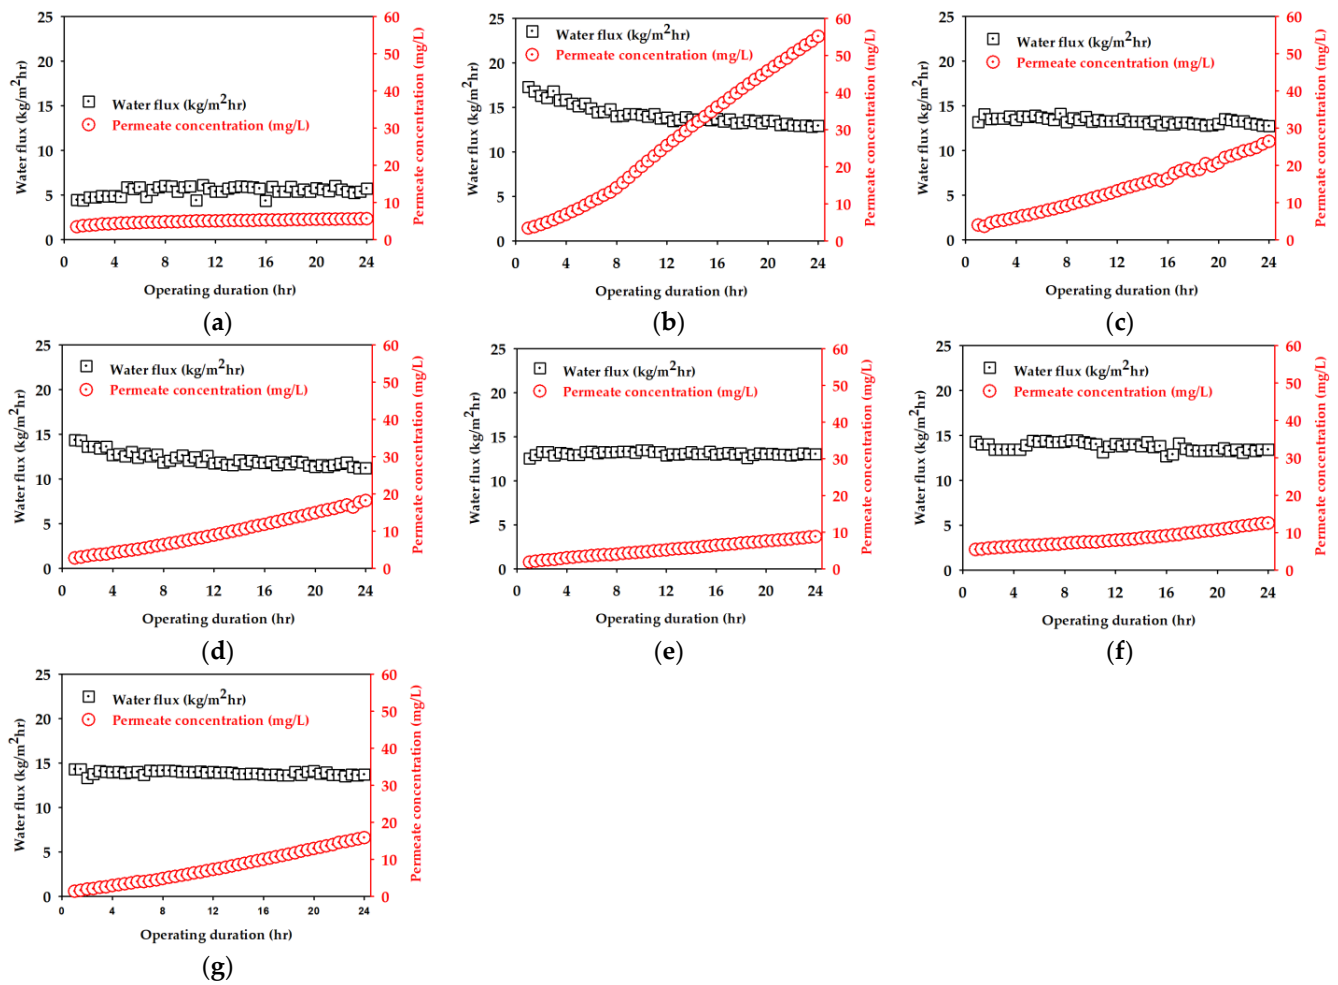 60
25
Water flux (kg/m²hr)
Permeate concentration (mg/L)
50
20
40
15
30
10
20
5
10
0
0
0 4 8 12 16 20 24
Operating duration (hr)
Water flux (kg/m²hr)
Permeate concentration (mg/L)
(a)
25
60
Water flux (kg/m²hr)
Permeate concentration (mg/L)
20
50
40
15
30
10
20
5
10
0
0
0 4 8 12 16 20 24
Operating duration (hr)
Water flux (kg/m²hr)
Permeate concentration (mg/L)
(b)
25
60
Water flux (kg/m²hr)
Permeate concentration (mg/L)
20
50
40
15
30
10
20
5
10
0
0
0 4 8 12 16 20 24
Operating duration (hr)
Water flux (kg/m²hr)
Permeate concentration (mg/L)
(c)
25
60
Water flux (kg/m²hr)
Permeate concentration (mg/L)
20
50
40
15
30
10
20
5
10
0
0
0 4 8 12 16 20 24
Operating duration (hr)
Water flux (kg/m²hr)
Permeate concentration (mg/L)
(d)
25
60
Water flux (kg/m²hr)
Permeate concentration (mg/L)
20
50
40
15
30
10
20
5
10
0
0
0 4 8 12 16 20 24
Operating duration (hr)
Water flux (kg/m²hr)
Permeate concentration (mg/L)
(e)
25
60
Water flux (kg/m²hr)
Permeate concentration (mg/L)
20
50
40
15
30
10
20
5
10
0
0
0 4 8 12 16 20 24
Operating duration (hr)
Water flux (kg/m²hr)
Permeate concentration (mg/L)
(f)
25
60
Water flux (kg/m²hr)
Permeate concentration (mg/L)
20
50
40
15
30
10
20
5
10
0
0
0 4 8 12 16 20 24
Operating duration (hr)
Water flux (kg/m²hr)
Permeate concentration (mg/L)
(g)